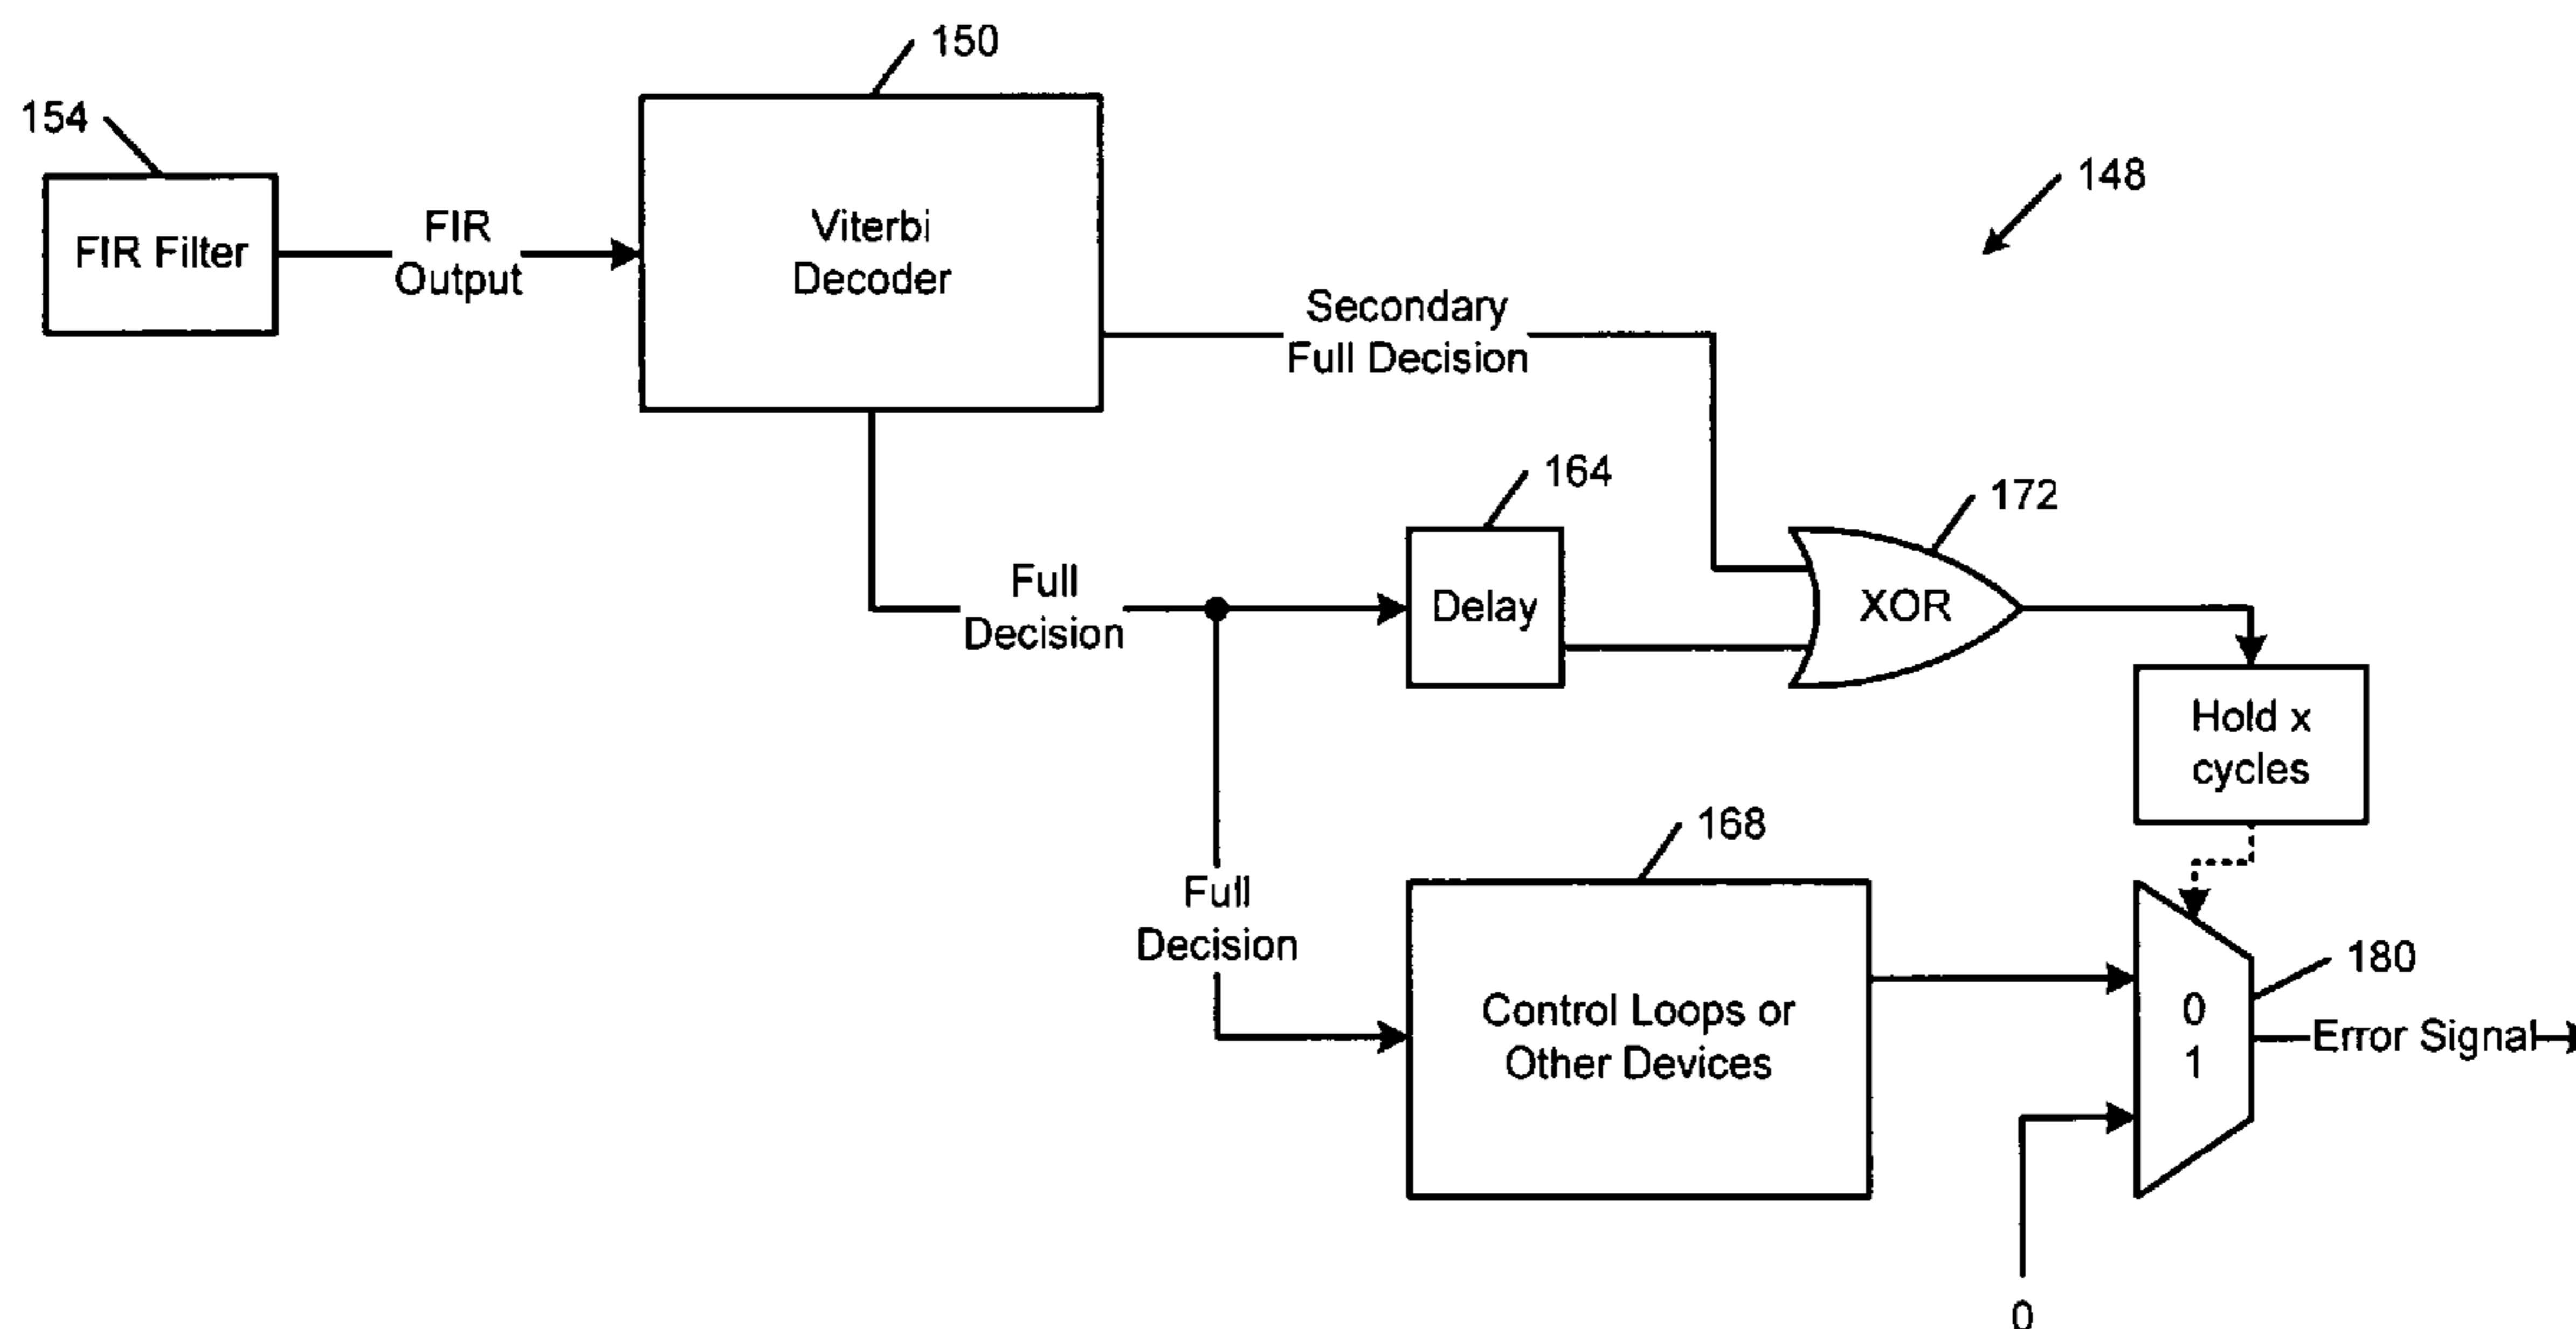 150
154
148
FIR Filter
FIR
Output
Viterbi
Decoder
Secondary
Full Decision
164
172
Full
Decision
Delay
XOR
Hold x
cycles
168
Full
Decision
180
Control Loops or
Other Devices
0
1
Error Signal
0